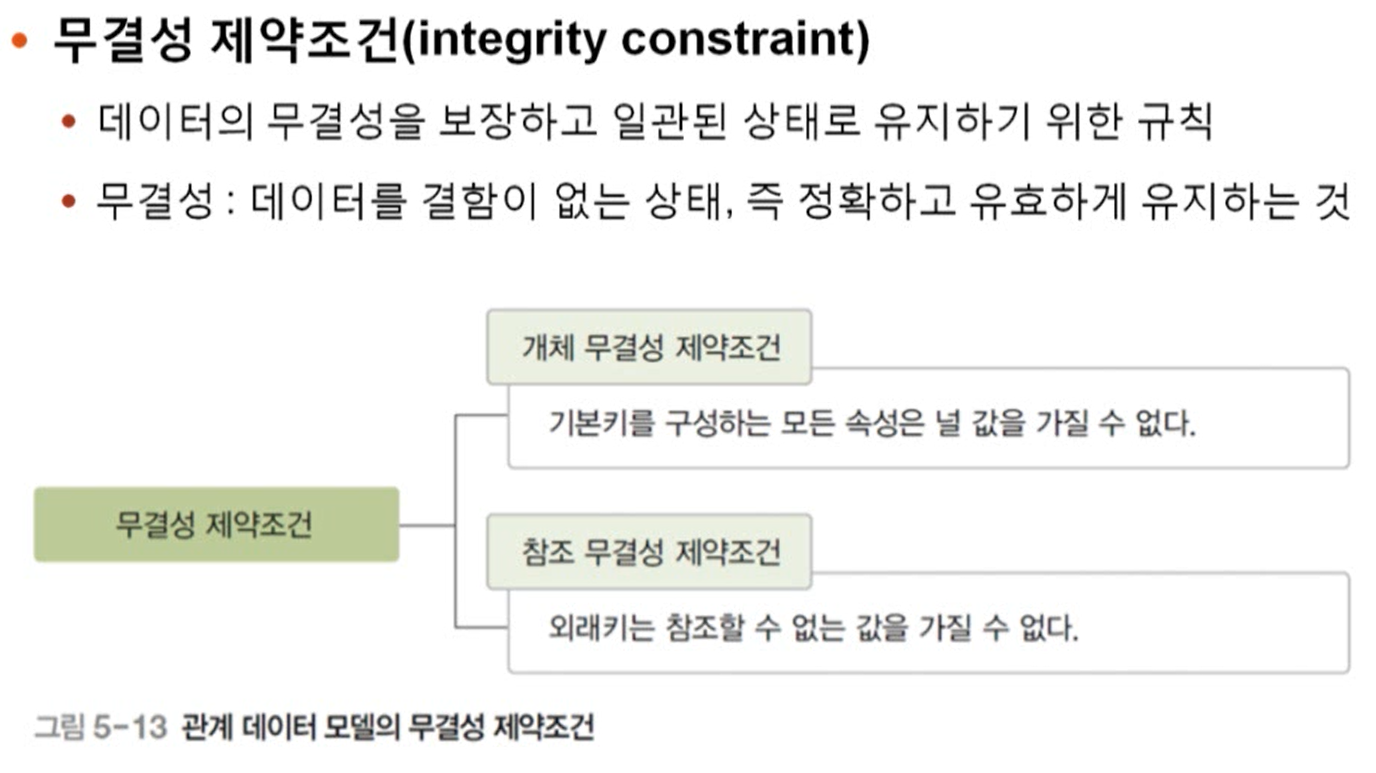 • 무결성 제약조건(integrity constraint)
• 데이터의 무결성을 보장하고 일관된 상태로 유지하기 위한 규칙
• 무결성 : 데이터를 결함이 없는 상태, 즉 정확하고 유효하게 유지하는 것
개체 무결성 제약조건
기본키를 구성하는 모든 속성은 널 값을 가질 수 없다.
무결성 제약조건
참조 무결성 제약조건
외래키는 참조할 수 없는 값을 가질 수 없다.
그림 5-13 관계 데이터 모델의 무결성 제약조건